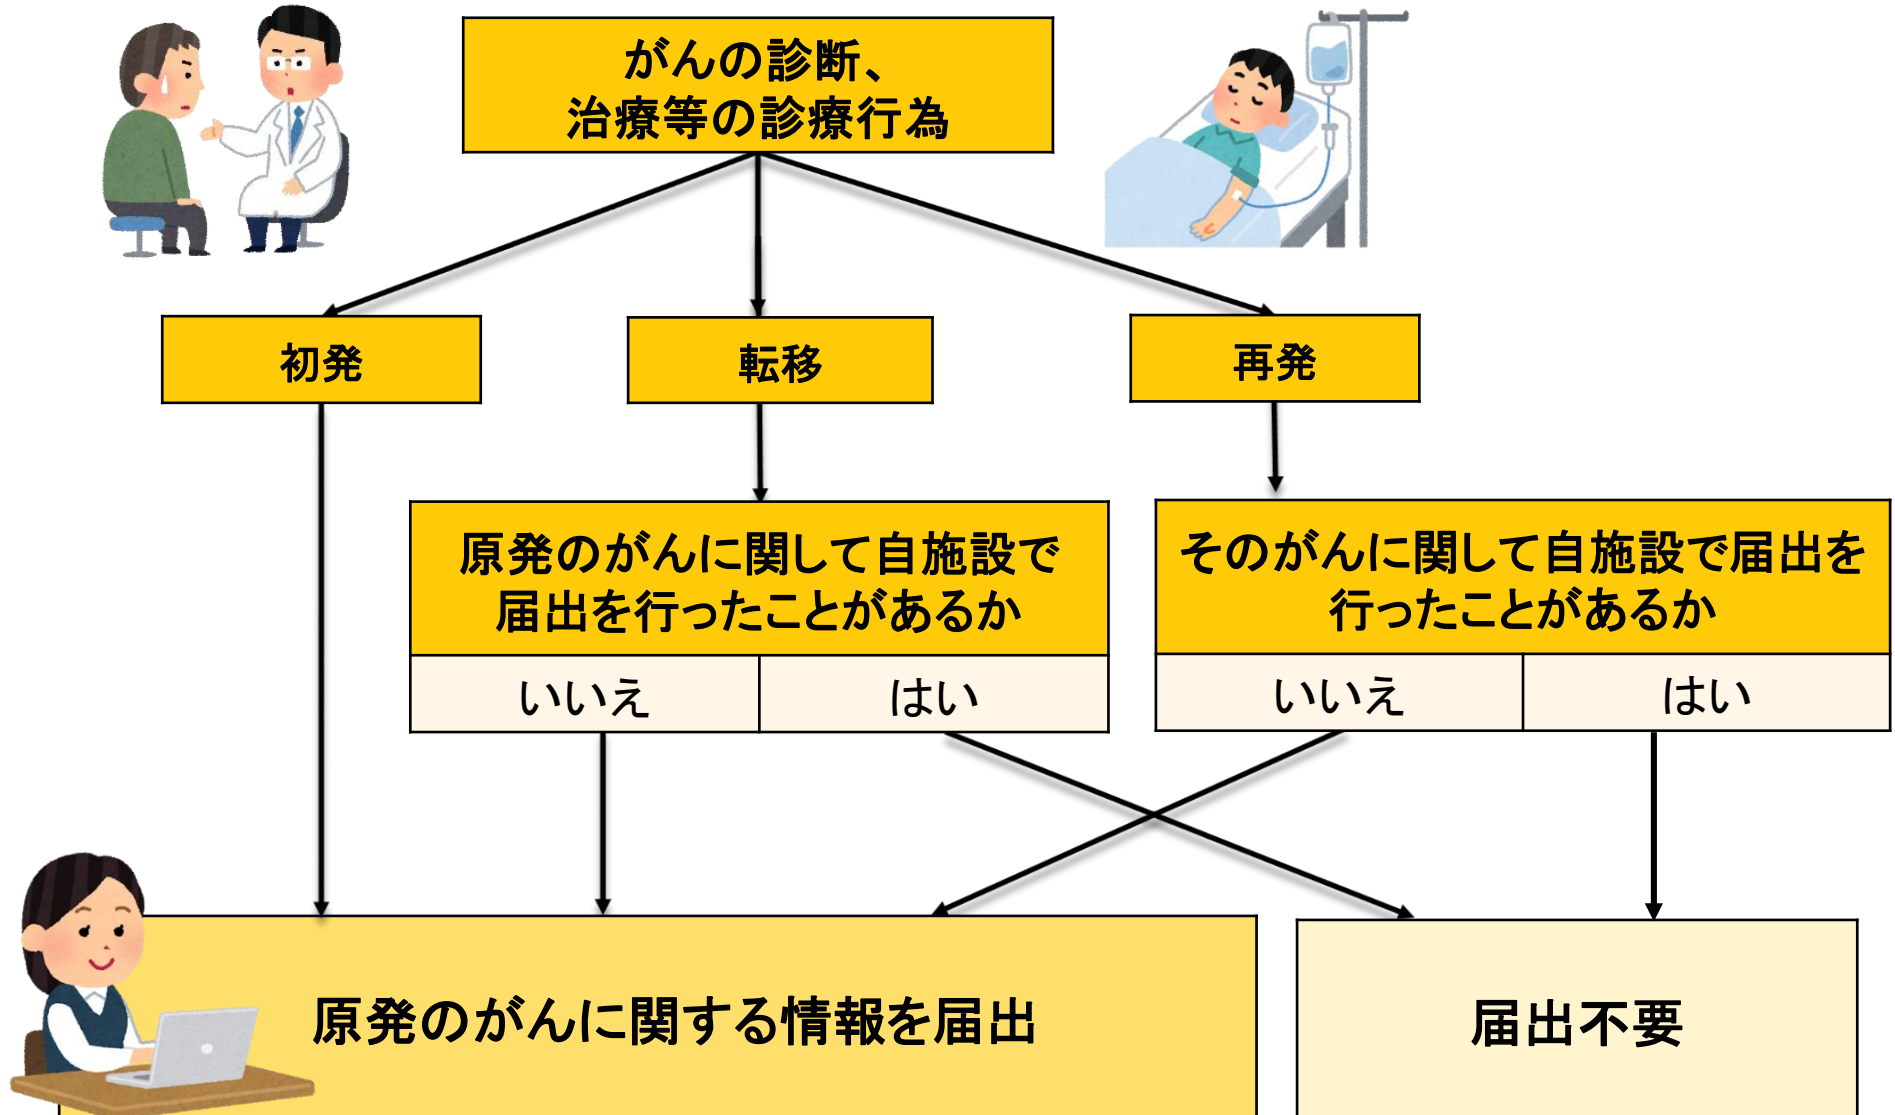 がんの診断、
治療等の診療行為
初発
転移
再発
原発のがんに関して自施設で
届出を行ったことがあるか
いいえ
はい
そのがんに関して自施設で届出を
行ったことがあるか
いいえ
はい
原発のがんに関する情報を届出
届出不要